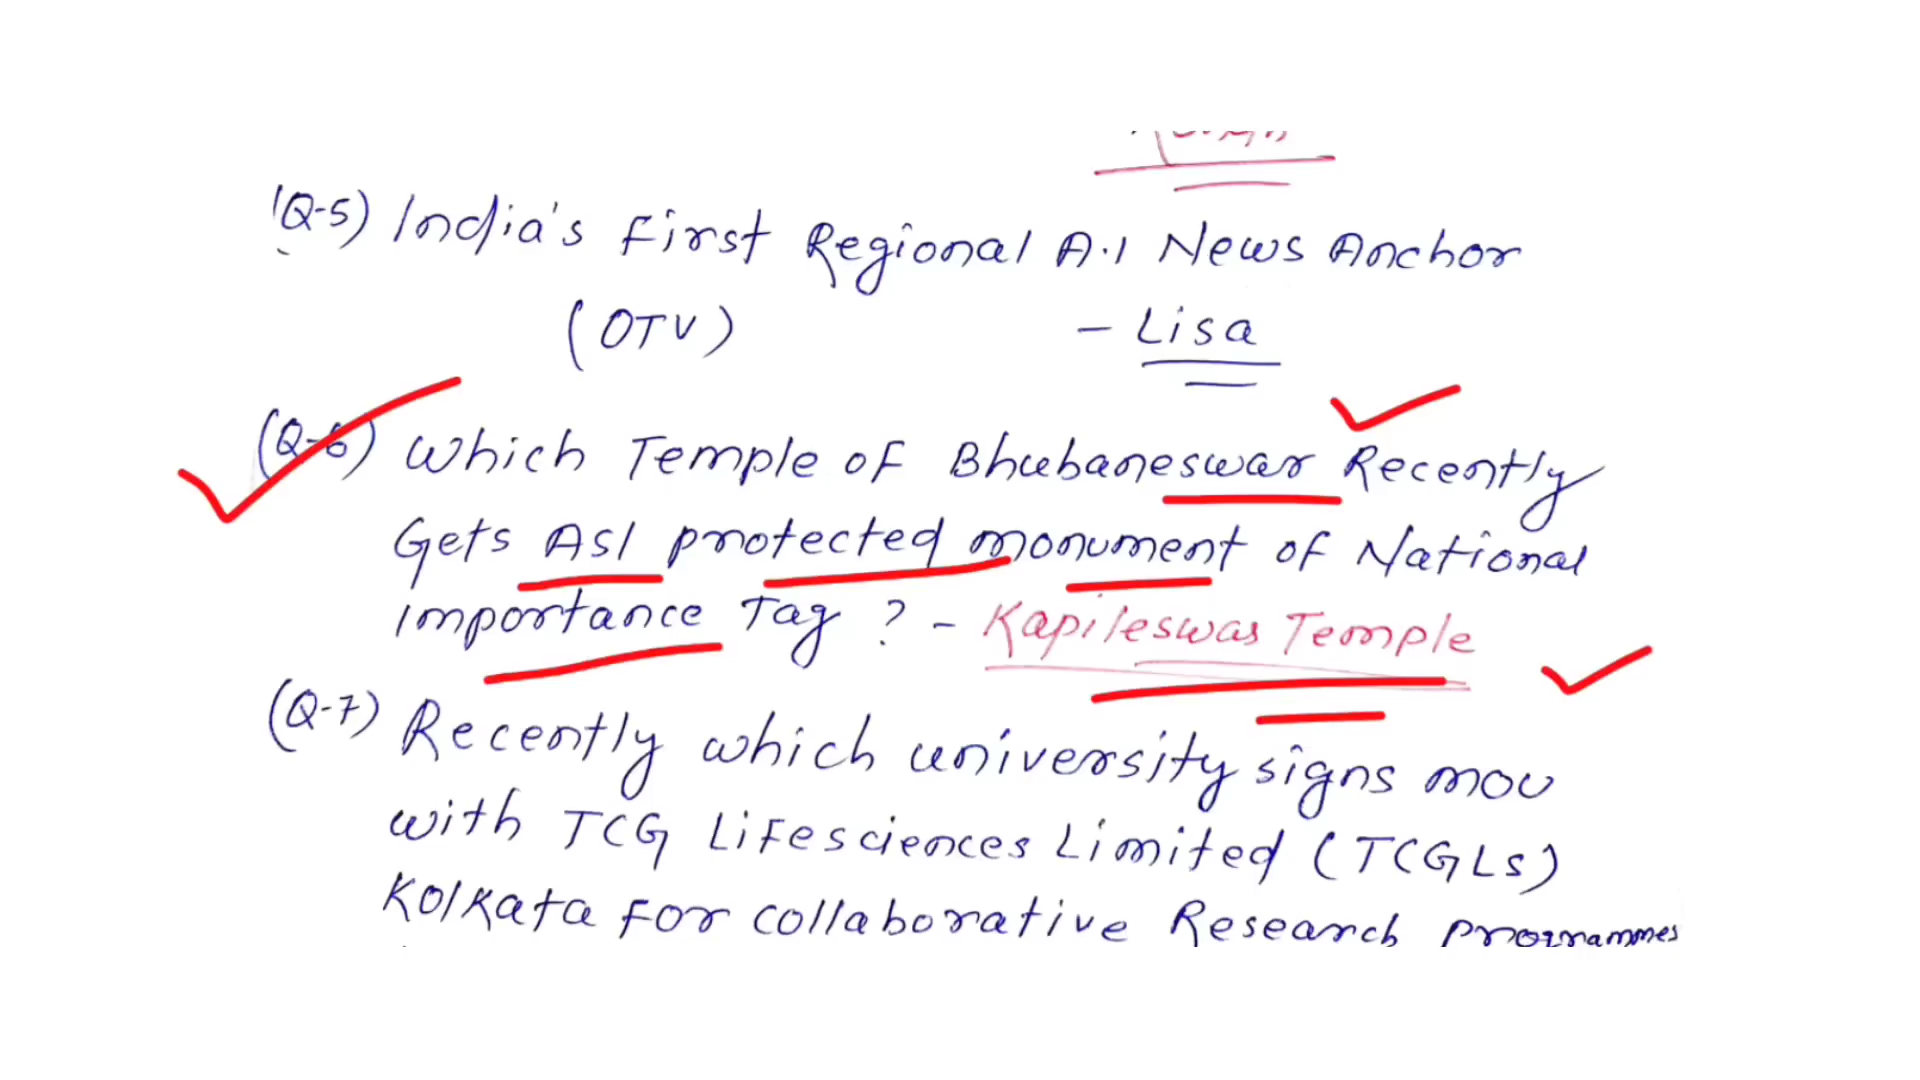 (Q-5) India's First Regional A.I News Anchor
(OTV) - Lisa
(Q-6) Which Temple of Bhubaneswar Recently
Gets ASI protected monument of National
importance Tag ? - Kapileswar Temple
(Q-7) Recently which university signs mou
with TCG Lifesciences Limited (TCGLS)
Kolkata For collaborative Research programmes